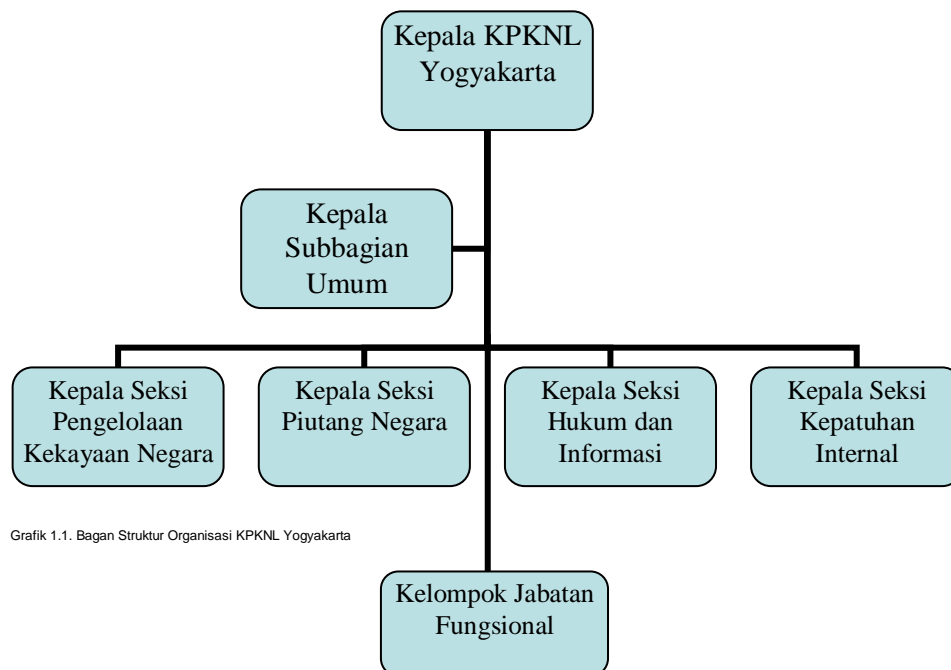 Kepala KPKNL
Yogyakarta
Kepala
Subbagian
Umum
Kepala Seksi
Pengelolaan
Kekayaan Negara
Kepala Seksi
Piutang Negara
Kepala Seksi
Hukum dan
Informasi
Kepala Seksi
Kepatuhan
Internal
Grafik 1.1. Bagan Struktur Organisasi KPKNL Yogyakarta
Kelompok Jabatan
Fungsional